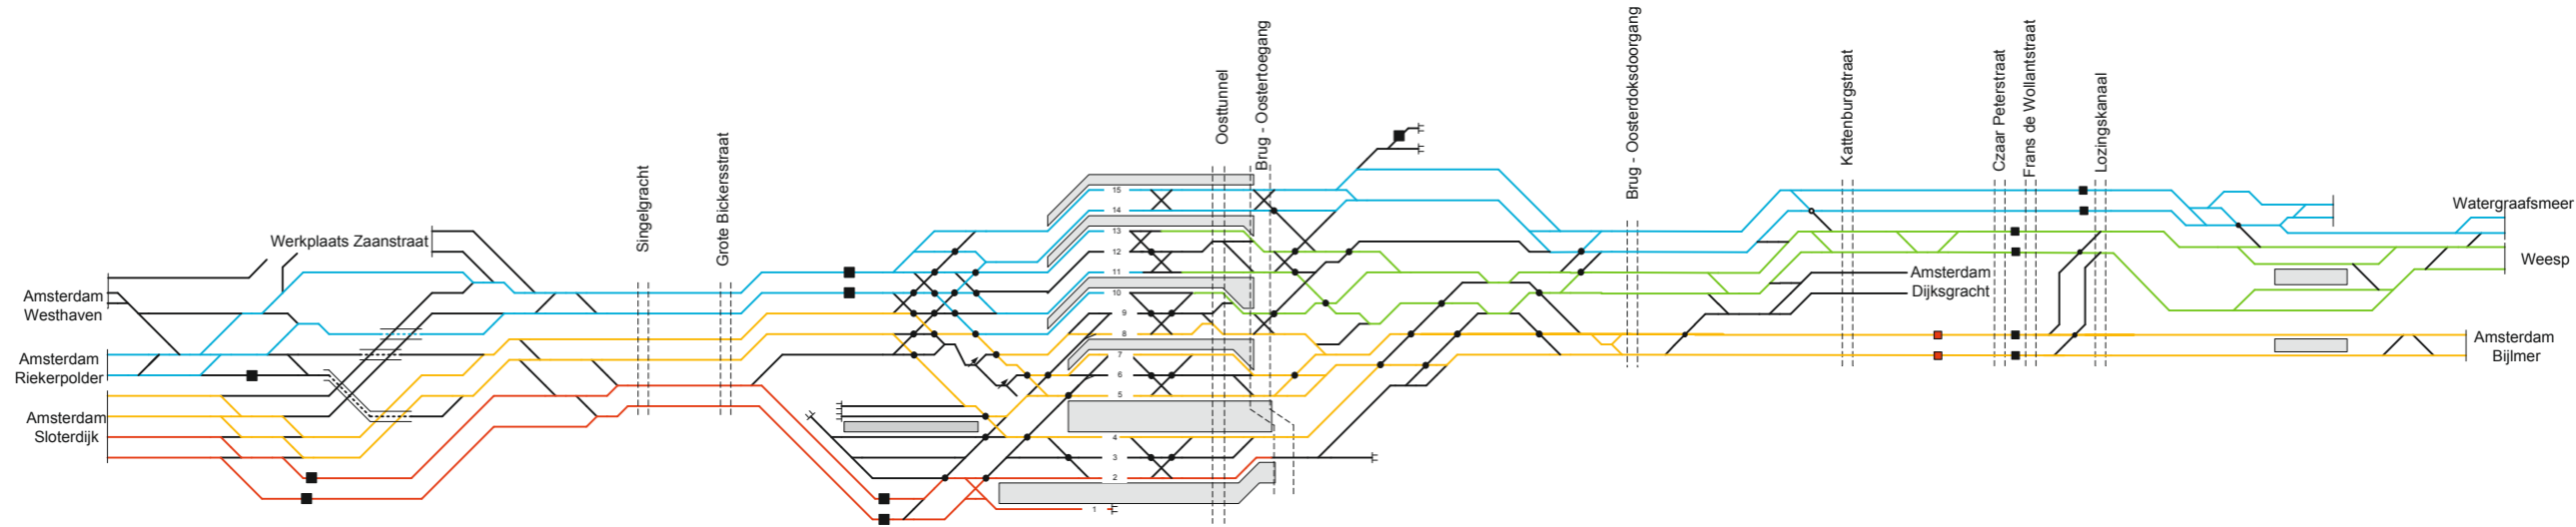 Amsterdam
Westhaven
Amsterdam
Riekerpolder
Amsterdam
Sloterdijk
Werkplaats Zaanstraat
Singelgracht
Grote Bickersstraat
15
14
13
12
11
10
9
8
7
6
5
4
3
2
1
Oosttunnel
Brug - Oostertoegang
Brug - Oosterdoksdoorgang
Kattenburgstraat
Czaar Peterstraat
Frans de Wollantstraat
Lozingskanaal
Amsterdam
Dijksgracht
Watergraafsmeer
Weesp
Amsterdam
Bijlmer